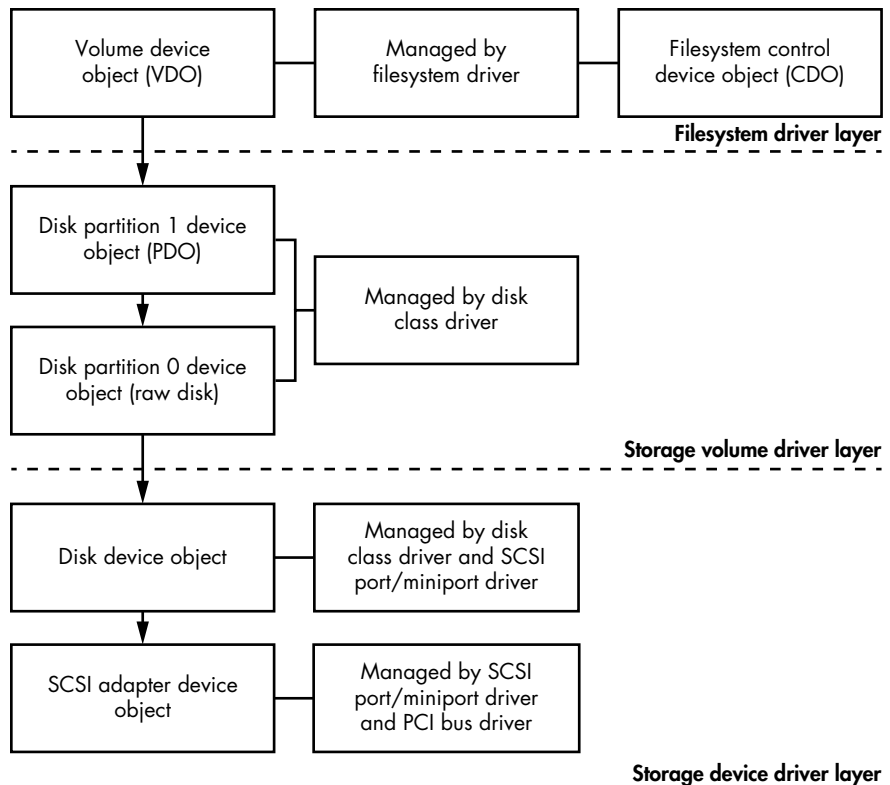 Volume device
object (VDO)
Managed by
filesystem driver
Filesystem control
device object (CDO)
Filesystem driver layer
Disk partition 1 device
object (PDO)
Managed by disk
class driver
Disk partition 0 device
object (raw disk)
Storage volume driver layer
Disk device object
Managed by disk
class driver and SCSI
port/miniport driver
SCSI adapter device
object
Managed by SCSI
port/miniport driver
and PCI bus driver
Storage device driver layer